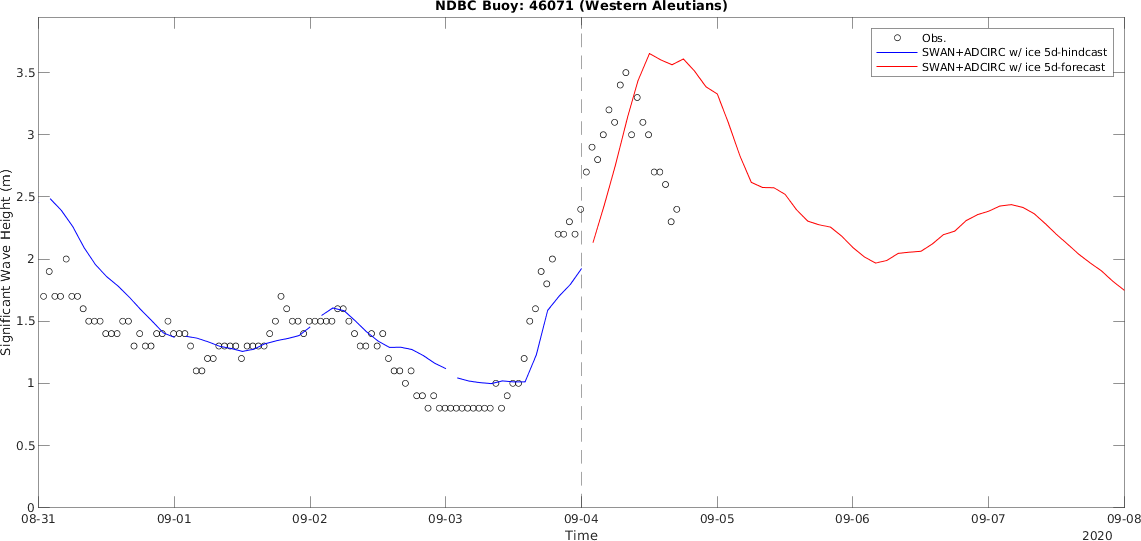 NDBC Buoy: 46071 (Western Aleutians)
Obs.
SWAN+ADCIRC w/ ice 5d-hindcast
SWAN+ADCIRC w/ ice 5d-forecast
Significant Wave Height (m)
3.5
3
2.5
2
1.5
1
0.5
0
08-31 09-01 09-02 09-03 09-04 09-05 09-06 09-07 09-08
Time
2020